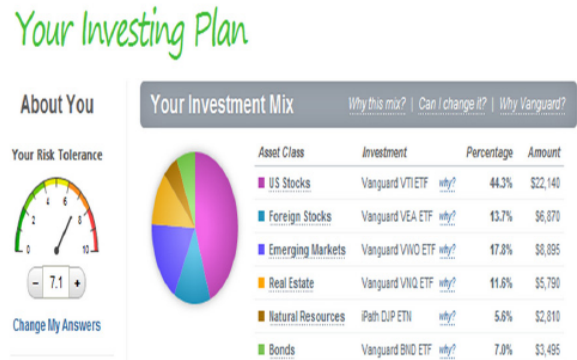 Your Investing Plan
About You
Your Investment Mix
Why this mix? | Can I change it? | Why Vanguard?
Your Risk Tolerance
0 2 4 6 8 10
- 7.1 +
Change My Answers
Asset Class Investment Percentage Amount
US Stocks Vanguard VTI ETF why? 44.3% $22,140
Foreign Stocks Vanguard VEA ETF why? 13.7% $6,870
Emerging Markets Vanguard VWO ETF why? 17.8% $8,895
Real Estate Vanguard VNQ ETF why? 11.6% $5,790
Natural Resources iPath DJP ETN why? 5.6% $2,810
Bonds Vanguard BND ETF why? 7.0% $3,495